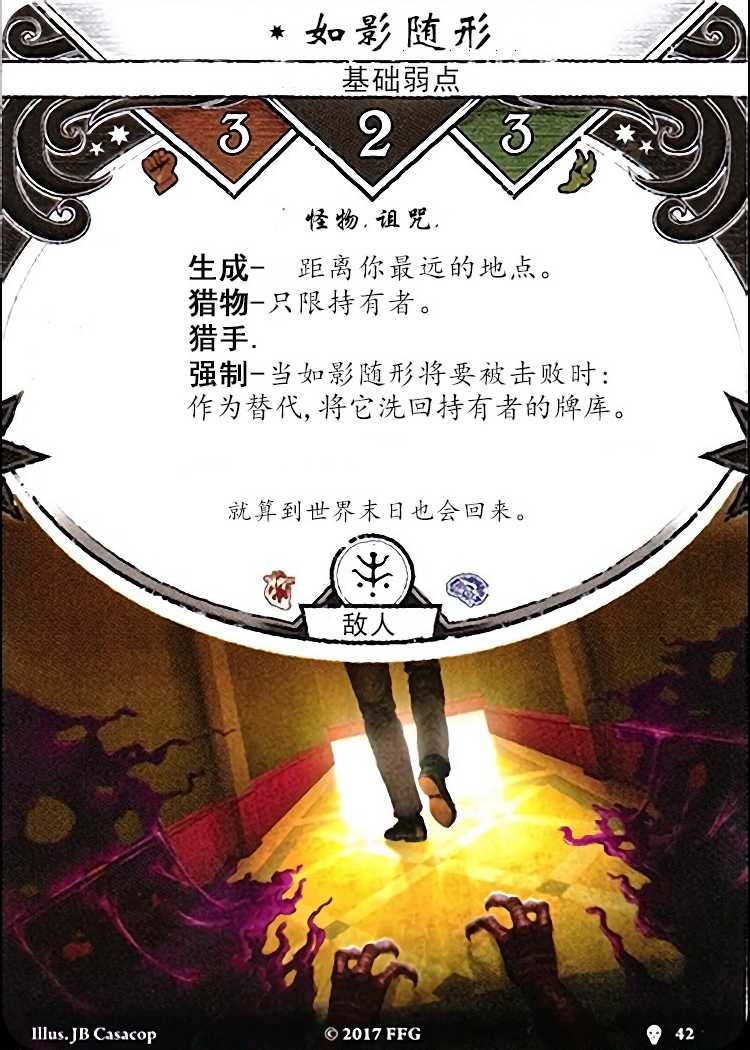 如影随形
基础弱点
3 2 3
怪物.诅咒.
生成- 距离你最远的地点。
猎物-只限持有者。
猎手.
强制-当如影随形将要被击败时:
作为替代,将它洗回持有者的牌库。
就算到世界末日也会回来。
敌人
Illus. JB Casacop © 2017 FFG 42